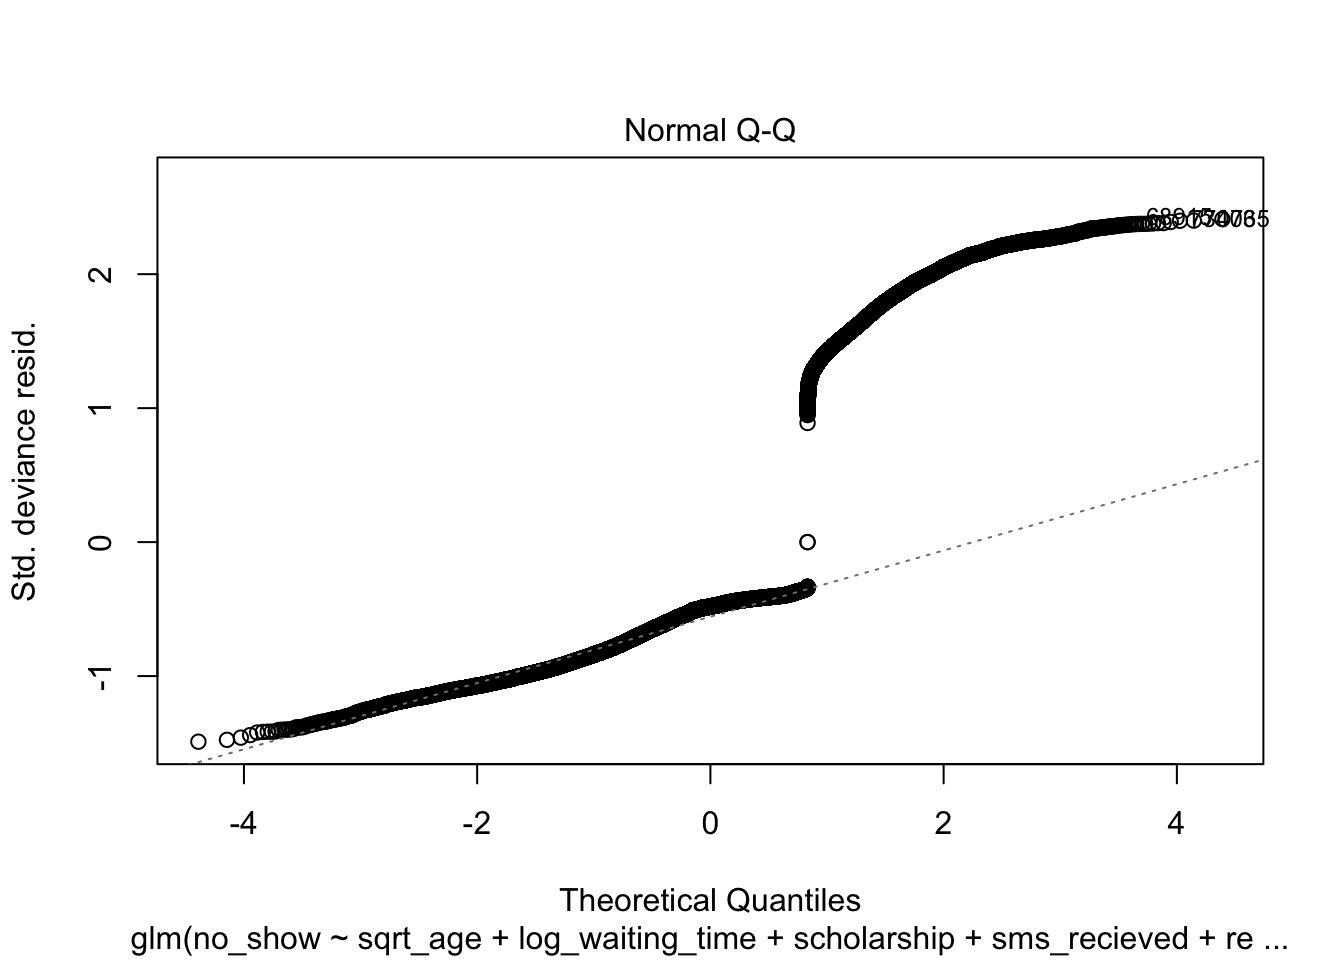 Normal Q-Q
Std. deviance resid.
2
1
0
-1
-4
-2
0
2
4
Theoretical Quantiles
glm(no_show ~ sqrt_age + log_waiting_time + scholarship + sms_recieved + re ...